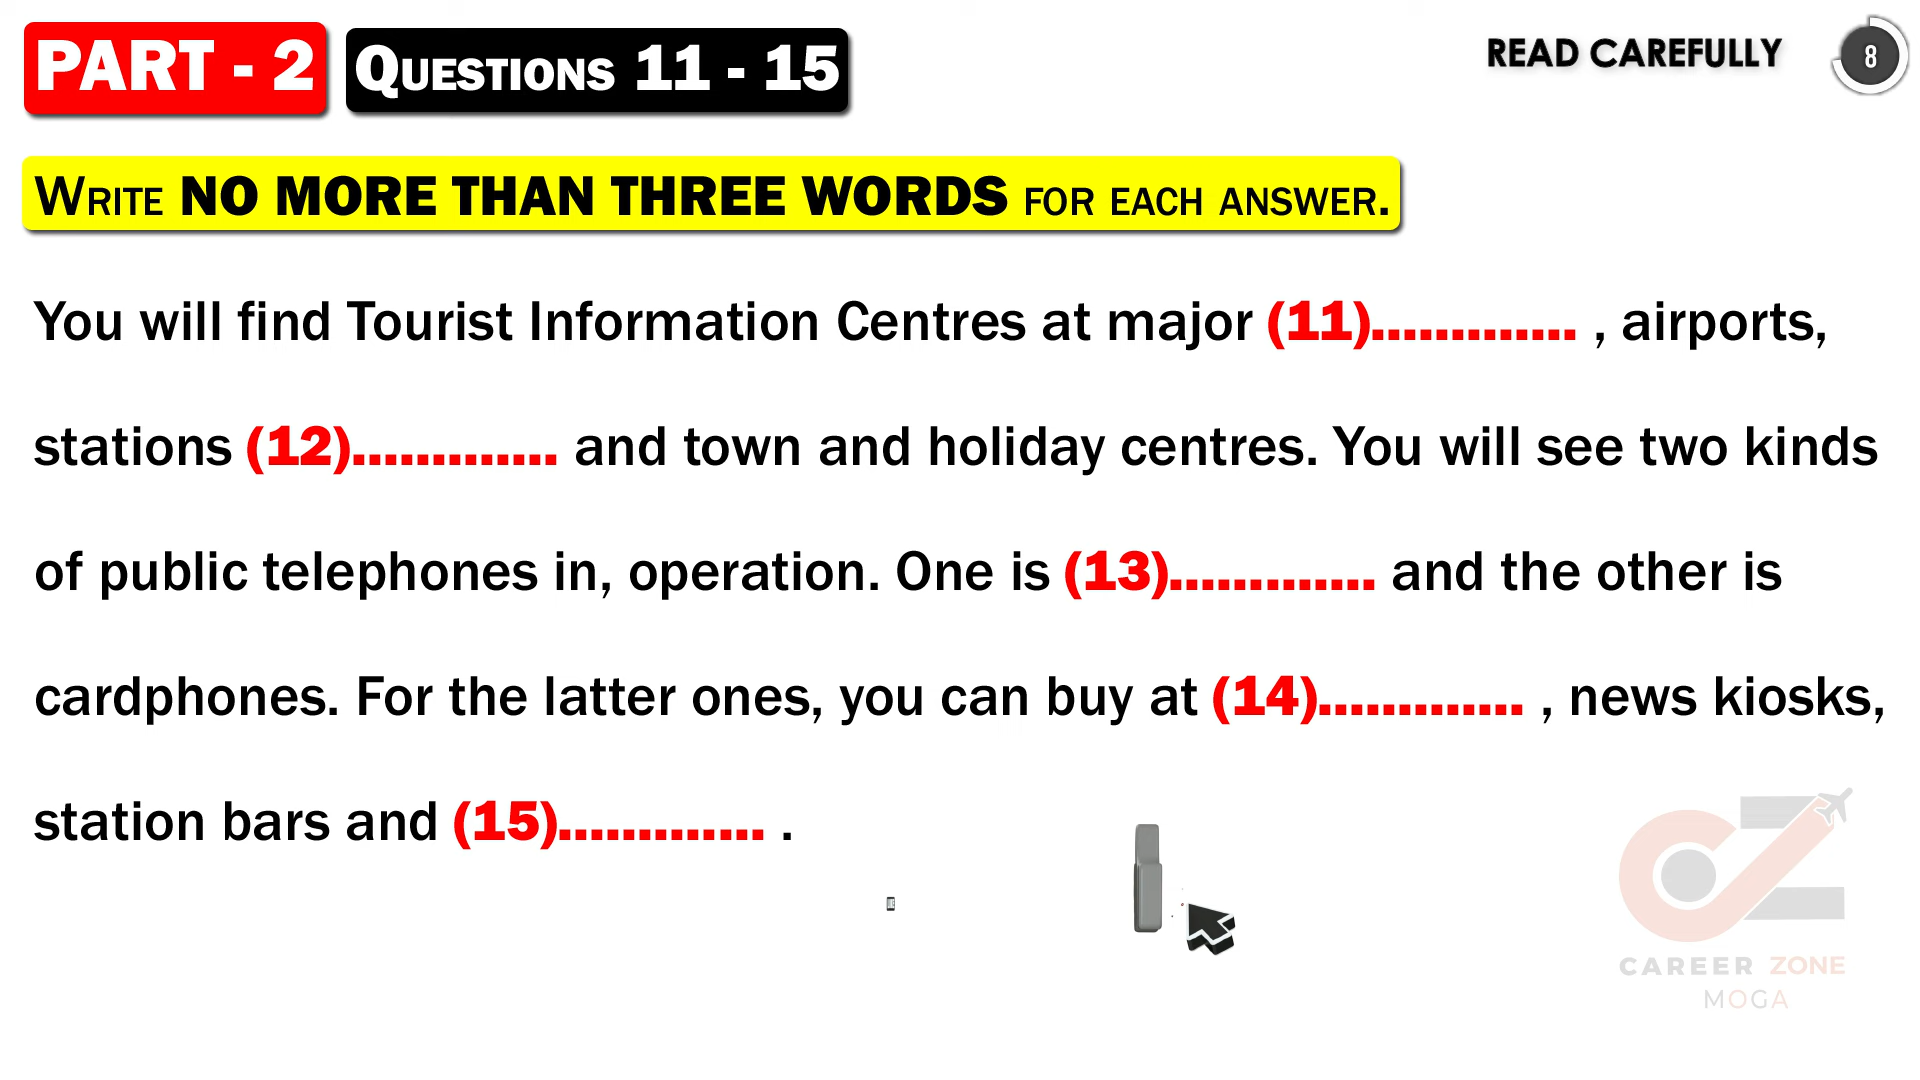 PART - 2 QUESTIONS 11 - 15
READ CAREFULLY 8
WRITE NO MORE THAN THREE WORDS FOR EACH ANSWER.
You will find Tourist Information Centres at major (11)............. , airports,
stations (12)............. and town and holiday centres. You will see two kinds
of public telephones in, operation. One is (13)............. and the other is
cardphones. For the latter ones, you can buy at (14)............. , news kiosks,
station bars and (15)............. .
CAREER ZONE
MOGA